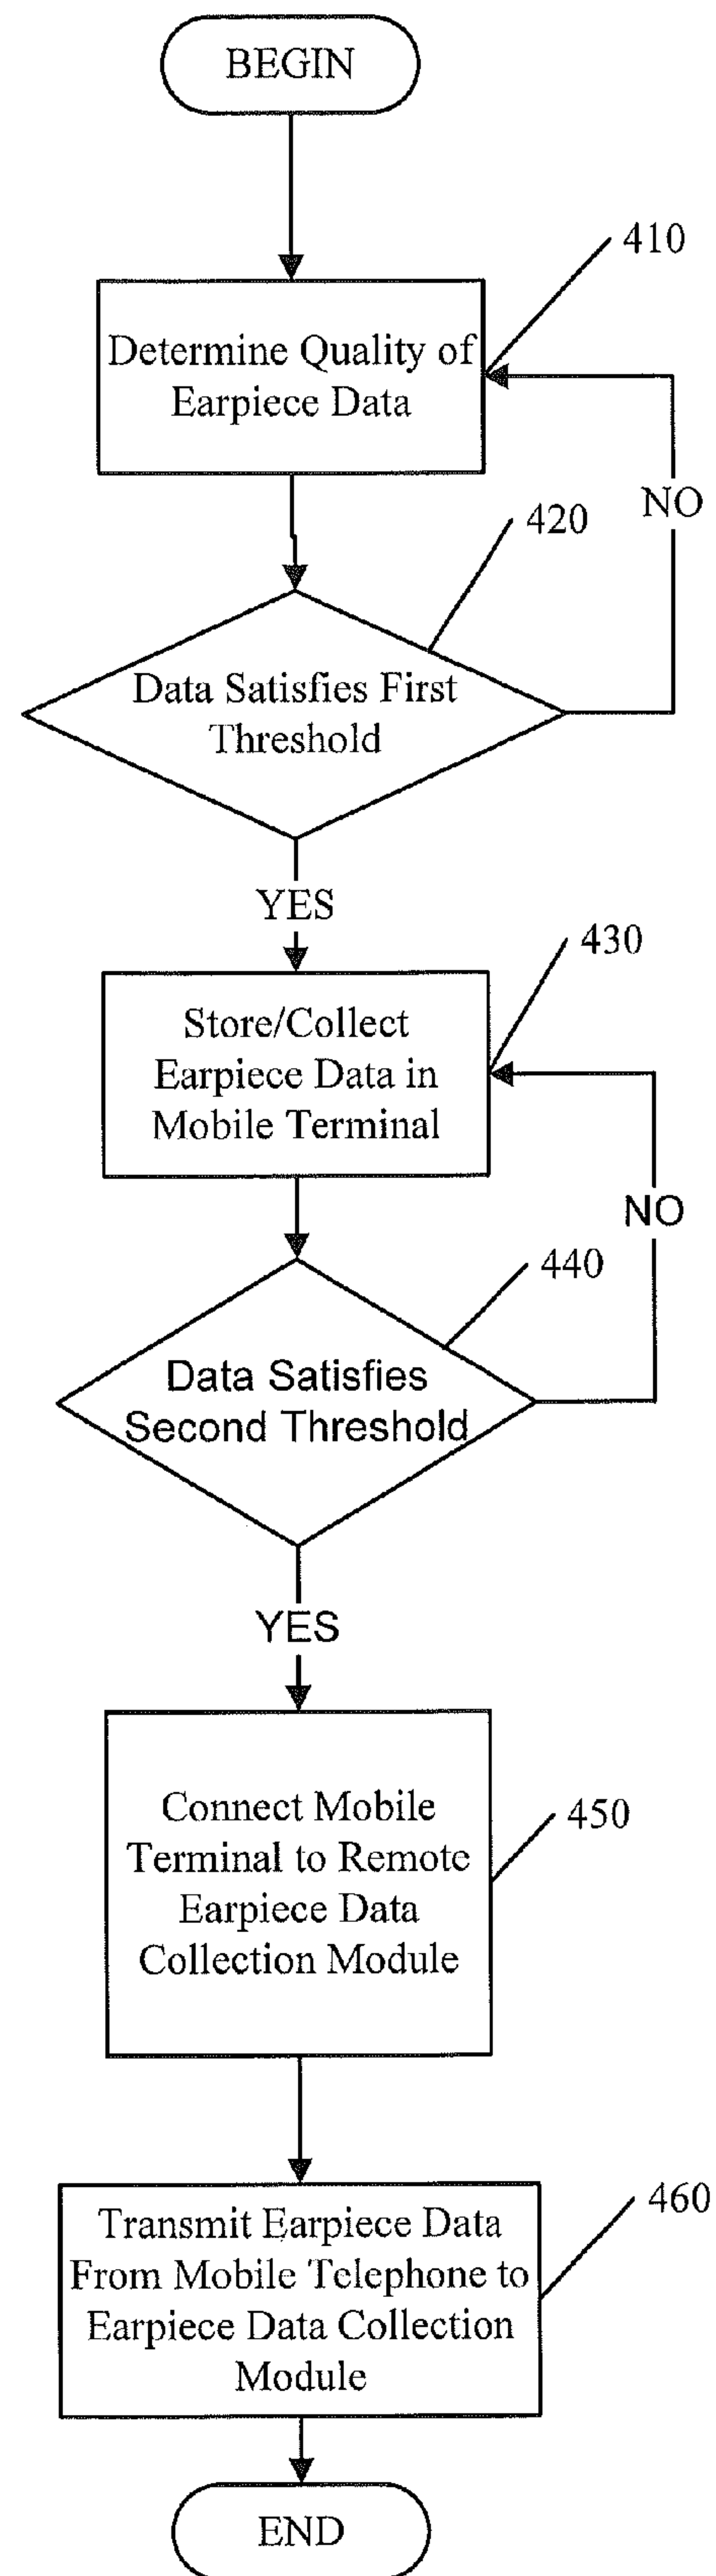 BEGIN
410
Determine Quality of
Earpiece Data
NO
420
Data Satisfies First
Threshold
YES
430
Store/Collect
Earpiece Data in
Mobile Terminal
NO
440
Data Satisfies
Second Threshold
YES
Connect Mobile
Terminal to Remote
Earpiece Data
Collection Module
450
Transmit Earpiece Data
From Mobile Telephone to
Earpiece Data Collection
Module
460
END